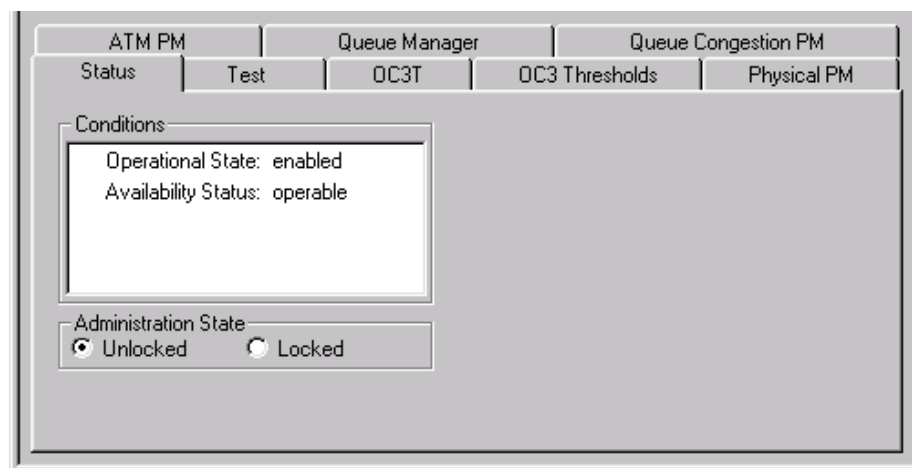 ATM PM Queue Manager Queue Congestion PM
Status Test OC3T OC3 Thresholds Physical PM
Conditions
Operational State: enabled
Availability Status: operable
Administration State
Unlocked Locked